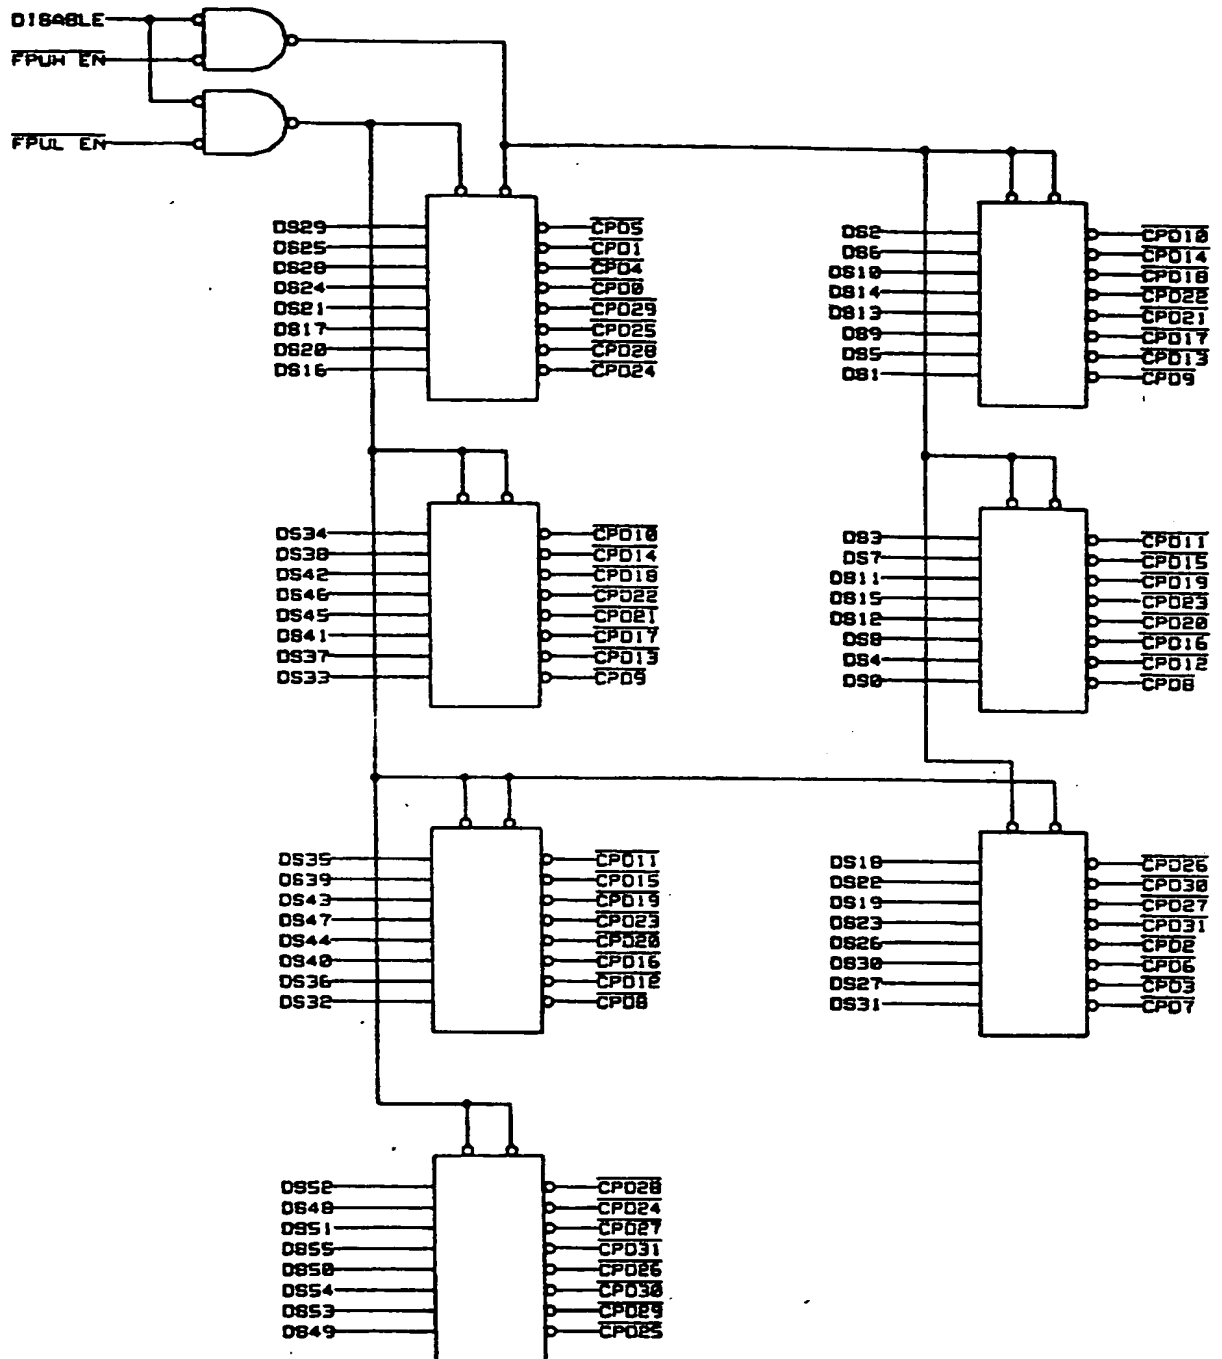 DISABLE
FPUH EN
FPUL EN
DS29 CPD5
DS25 CPD1
DS28 CPD4
DS24 CPD0
DS21 CPD29
DS17 CPD25
DS20 CPD28
DS16 CPD24
DS2 CPD10
DS6 CPD14
DS10 CPD18
DS14 CPD22
DS13 CPD21
DS9 CPD17
DS5 CPD13
DS1 CPD9
DS34 CPD10
DS38 CPD14
DS42 CPD18
DS46 CPD22
DS45 CPD21
DS41 CPD17
DS37 CPD13
DS33 CPD9
DS3 CPD11
DS7 CPD15
DS11 CPD19
DS15 CPD23
DS12 CPD20
DS8 CPD16
DS4 CPD12
DS0 CPD8
DS35 CPD11
DS39 CPD15
DS43 CPD19
DS47 CPD23
DS44 CPD20
DS40 CPD16
DS36 CPD12
DS32 CPD8
DS18 CPD26
DS22 CPD30
DS19 CPD27
DS23 CPD31
DS26 CPD2
DS30 CPD6
DS27 CPD3
DS31 CPD7
DS52 CPD28
DS48 CPD24
DS51 CPD27
DS55 CPD31
DS50 CPD26
DS54 CPD30
DS53 CPD29
DS49 CPD25